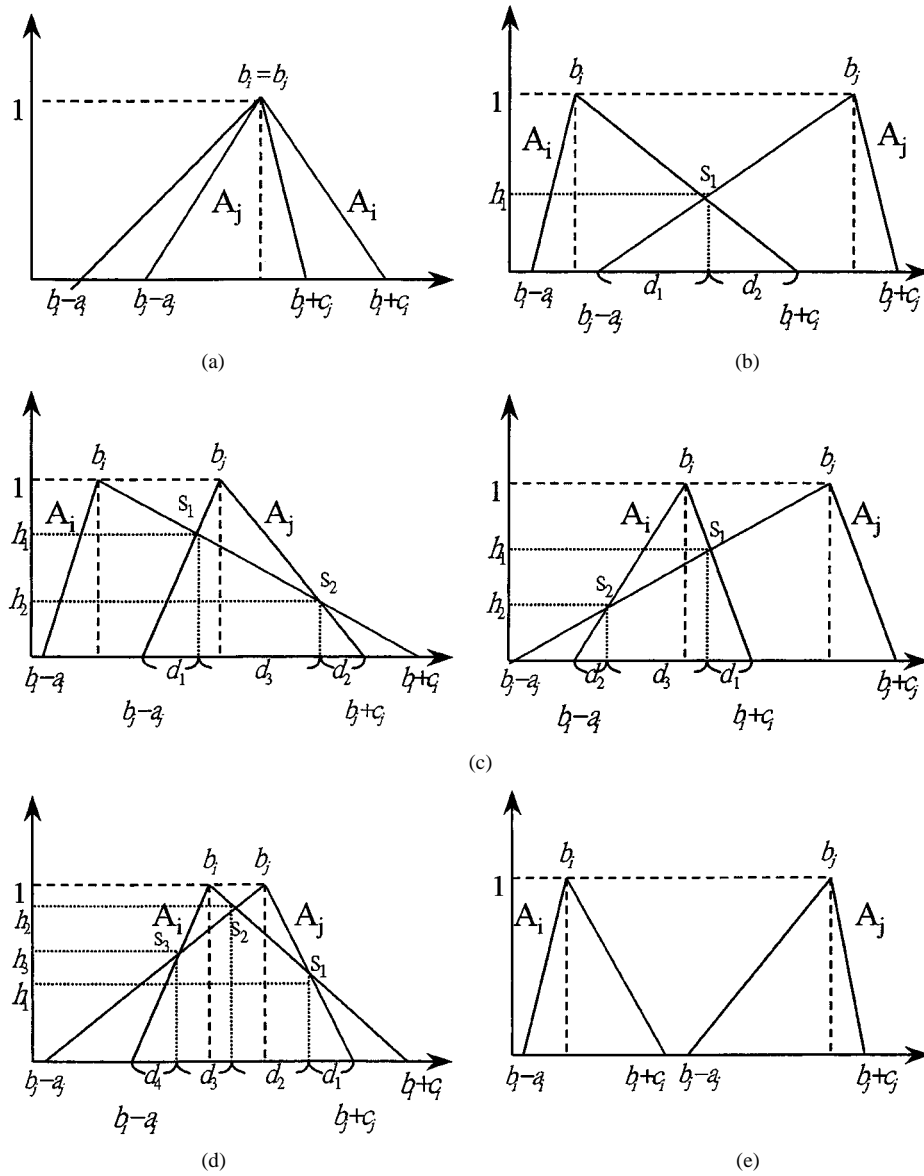 b_i = b_j
1
A_j
A_i
b_i-a_i
b_j-a_j
b_j+c_j
b_i+c_i
(a)
b_i
b_j
1
A_i
A_j
s_1
h_1
b_i-a_i
d_1
d_2
b_j+c_j
b_j-a_j
b_i+c_i
(b)
b_i
b_j
1
A_i
s_1
A_j
h_1
s_2
h_2
b_i-a_i
d_1
d_3
d_2
b_i+c_i
b_j-a_j
b_j+c_j
b_i
b_j
1
A_i
s_1
A_j
h_1
s_2
h_2
b_j-a_j
d_2
d_3
d_1
b_j+c_j
b_i-a_i
b_i+c_i
(c)
b_i
b_j
1
A_i
A_j
h_2
s_2
s_3
h_3
s_1
h_1
b_j-a_j
d_4
d_3
d_2
d_1
b_i+c_i
b_i-a_i
b_j+c_j
(d)
b_i
b_j
1
A_i
A_j
b_i-a_i
b_i+c_i
b_j-a_j
b_j+c_j
(e)